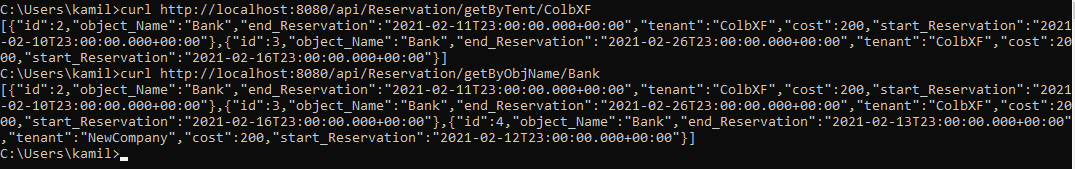 C:\Users\kamil>curl http://localhost:8080/api/Reservation/getByTent/ColbXF
[{"id":2,"object_Name":"Bank","end_Reservation":"2021-02-11T23:00:00.000+00:00","tenant":"ColbXF","cost":200,"start_Reservation":"2021
-02-10T23:00:00.000+00:00"},{"id":3,"object_Name":"Bank","end_Reservation":"2021-02-26T23:00:00.000+00:00","tenant":"ColbXF","cost":20
00,"start_Reservation":"2021-02-16T23:00:00.000+00:00"}]
C:\Users\kamil>curl http://localhost:8080/api/Reservation/getByObjName/Bank
[{"id":2,"object_Name":"Bank","end_Reservation":"2021-02-11T23:00:00.000+00:00","tenant":"ColbXF","cost":200,"start_Reservation":"2021
-02-10T23:00:00.000+00:00"},{"id":3,"object_Name":"Bank","end_Reservation":"2021-02-26T23:00:00.000+00:00","tenant":"ColbXF","cost":20
00,"start_Reservation":"2021-02-16T23:00:00.000+00:00"},{"id":4,"object_Name":"Bank","end_Reservation":"2021-02-13T23:00:00.000+00:00"
,"tenant":"NewCompany","cost":200,"start_Reservation":"2021-02-12T23:00:00.000+00:00"}]
C:\Users\kamil>